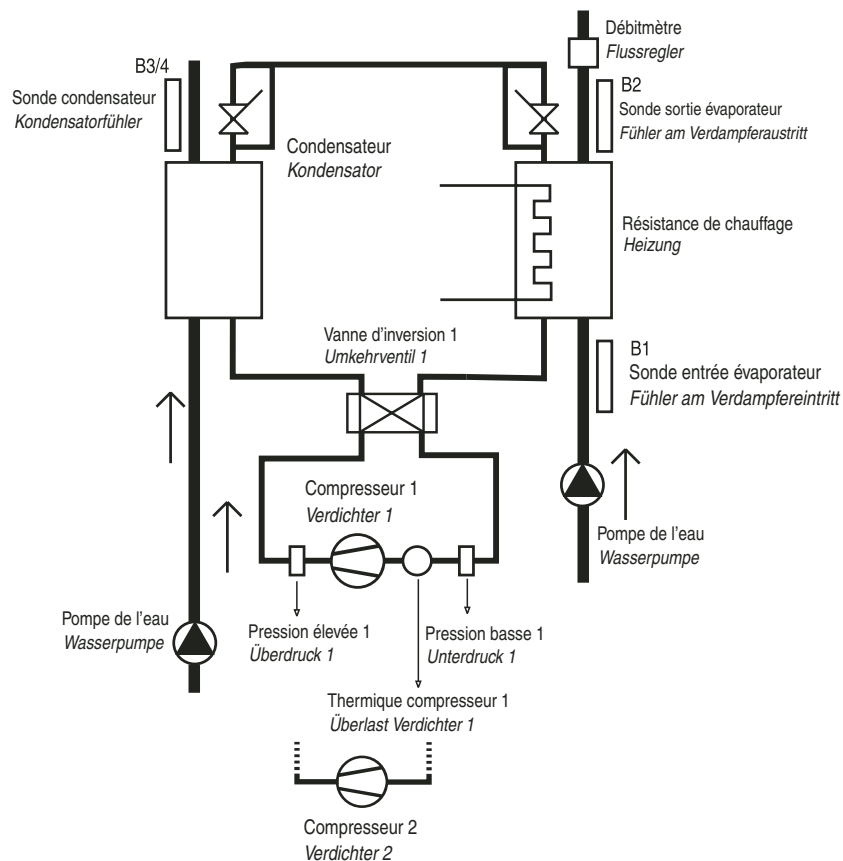 Débitmètre
Flussregler
B3/4
Sonde condensateur
Kondensatorfühler
B2
Sonde sortie évaporateur
Fühler am Verdampferaustritt
Condensateur
Kondensator
Résistance de chauffage
Heizung
Vanne d'inversion 1
Umkehrventil 1
B1
Sonde entrée évaporateur
Fühler am Verdampfereintritt
Compresseur 1
Verdichter 1
Pompe de l'eau
Wasserpumpe
Pompe de l'eau
Wasserpumpe
Pression élevée 1
Überdruck 1
Pression basse 1
Unterdruck 1
Thermique compresseur 1
Überlast Verdichter 1
Compresseur 2
Verdichter 2